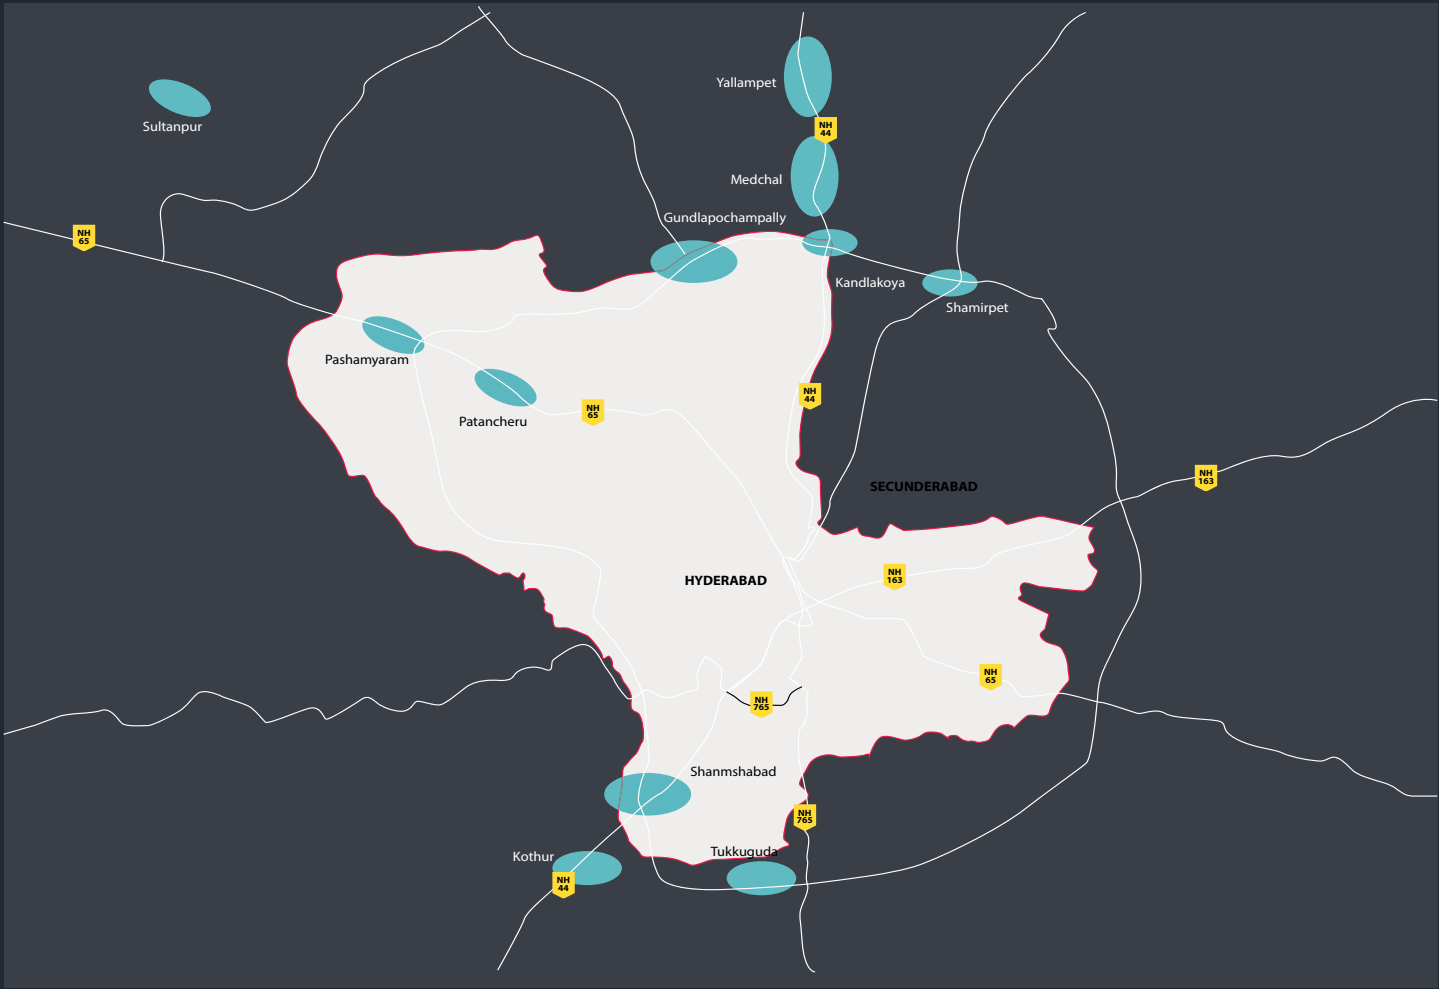 Yallampet
Sultanpur
NH
44
Medchal
Gundlapochampally
NH
65
Kandlakoya
Shamirpet
Pashamyaram
NH
44
NH
65
Patancheru
NH
163
SECUNDERABAD
HYDERABAD
NH
163
NH
65
NH
765
Shanmshabad
NH
765
Tukkuguda
Kothur
NH
44